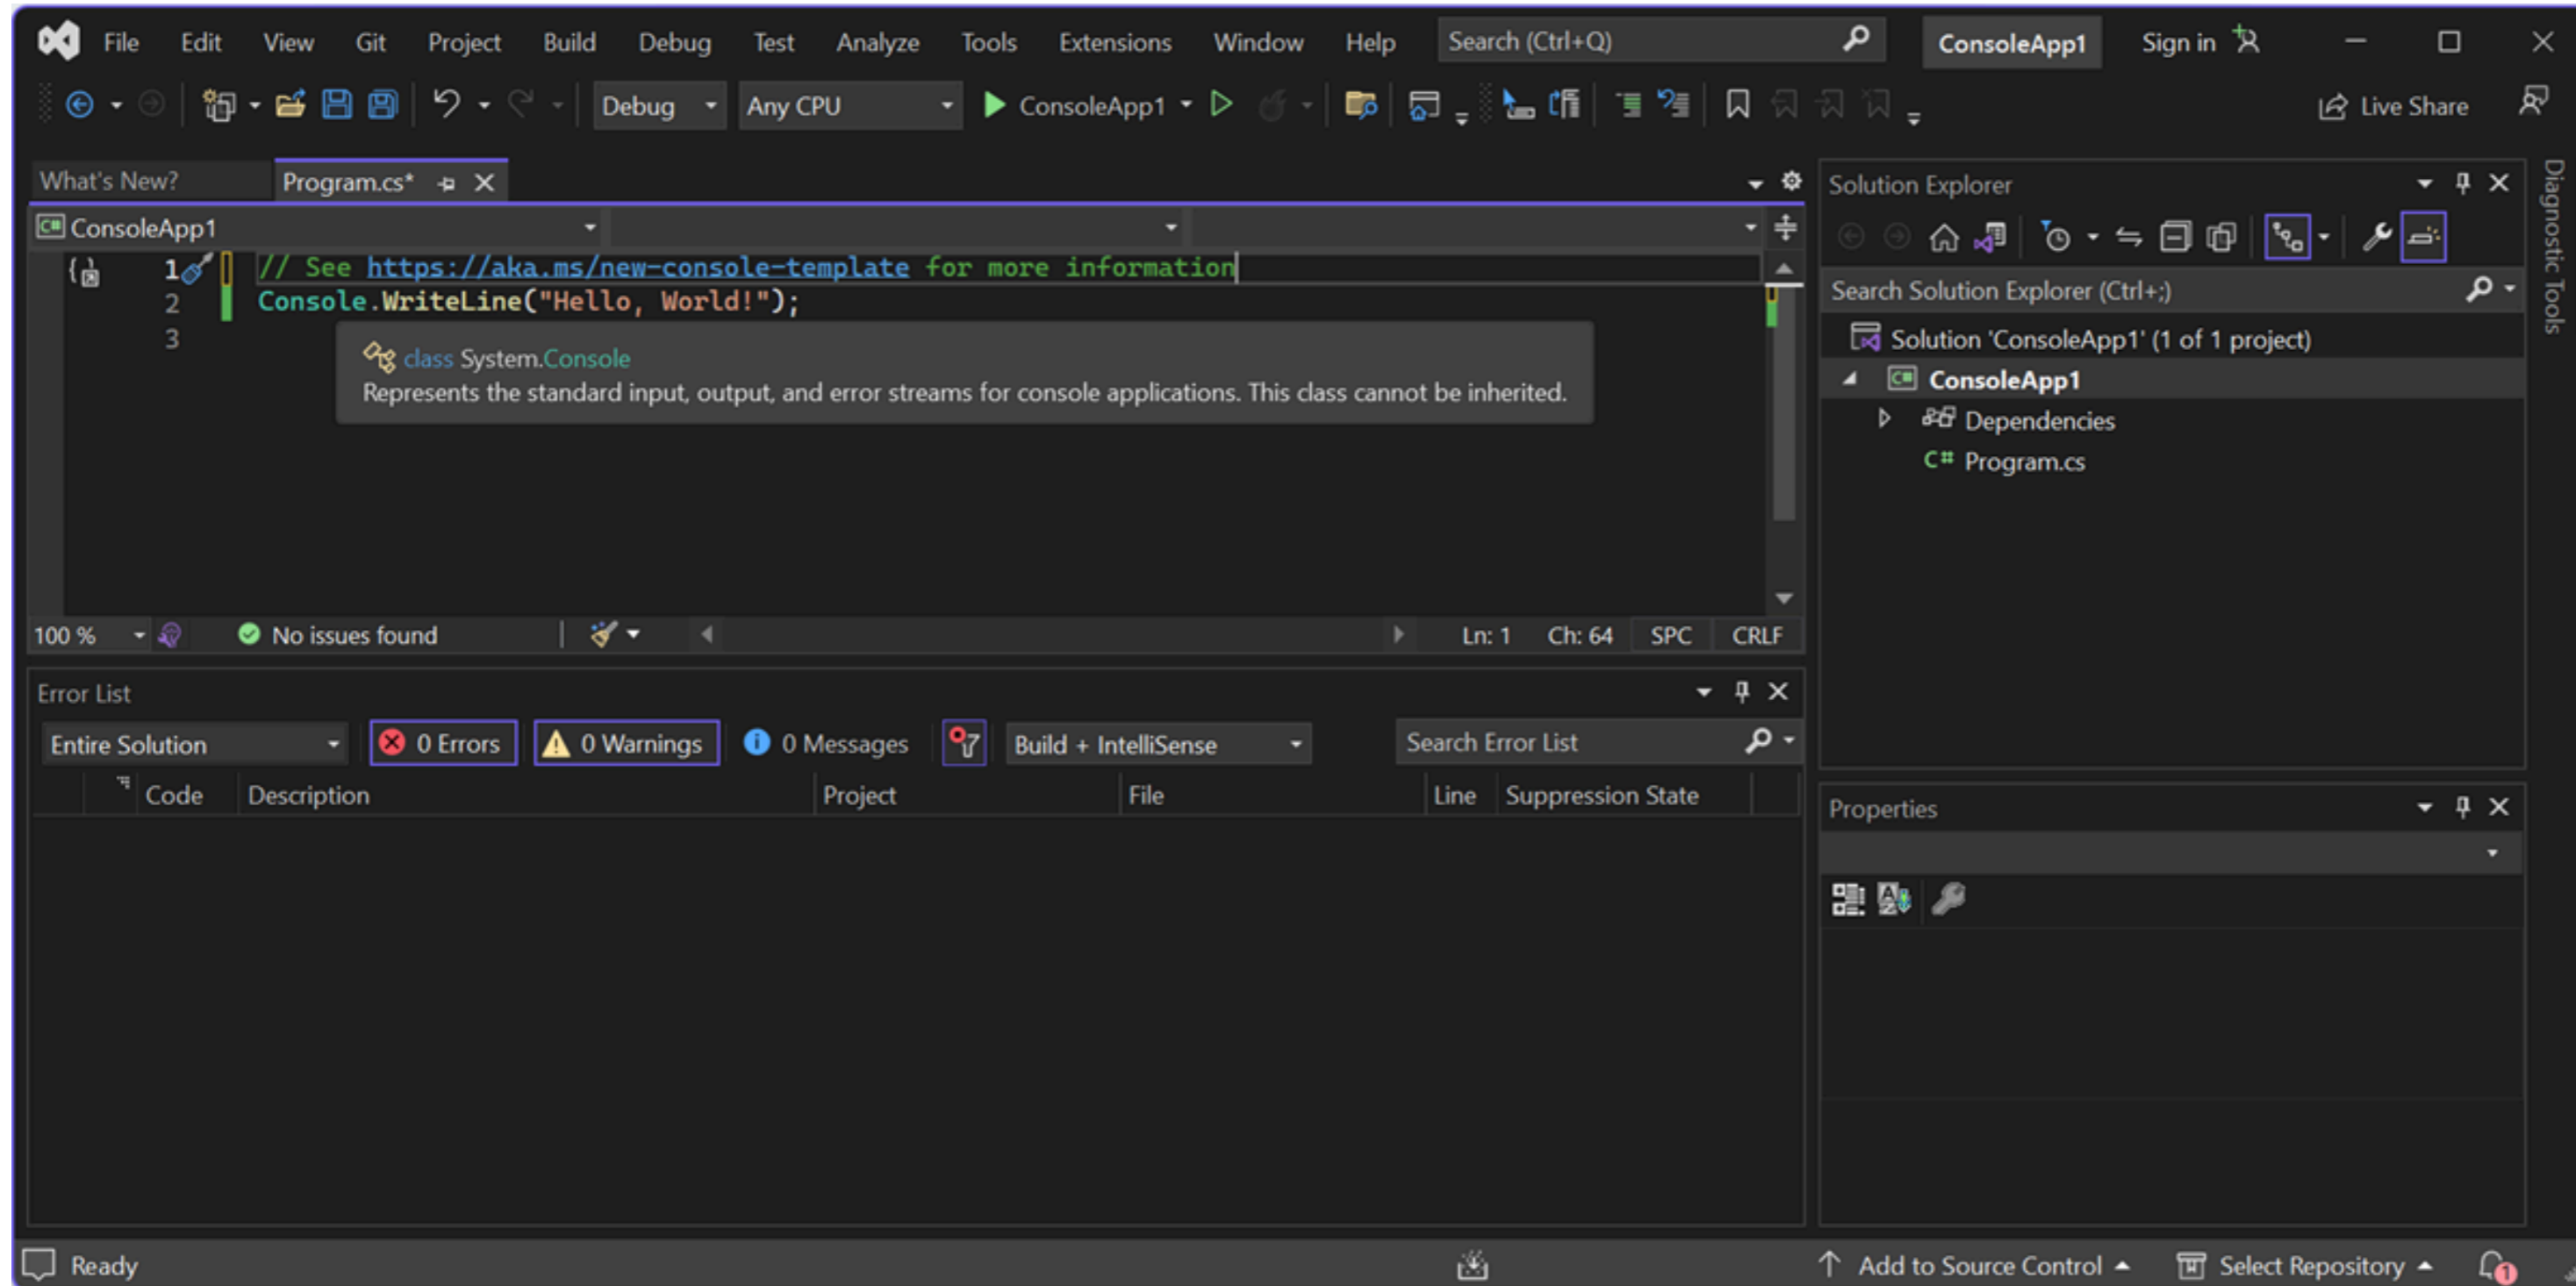 File Edit View Git Project Build Debug Test Analyze Tools Extensions Window Help Search (Ctrl+Q) ConsoleApp1 Sign in
Debug Any CPU ConsoleApp1 Live Share
What's New? Program.cs*
ConsoleApp1
1 // See https://aka.ms/new-console-template for more information
2 Console.WriteLine("Hello, World!");
3
class System.Console
Represents the standard input, output, and error streams for console applications. This class cannot be inherited.
100 % No issues found Ln: 1 Ch: 64 SPC CRLF
Error List
Entire Solution 0 Errors 0 Warnings 0 Messages Build + IntelliSense Search Error List
Code Description Project File Line Suppression State
Solution Explorer
Search Solution Explorer (Ctrl+;)
Solution 'ConsoleApp1' (1 of 1 project)
C# ConsoleApp1
Dependencies
C# Program.cs
Properties
Diagnostic Tools
Ready Add to Source Control Select Repository 1